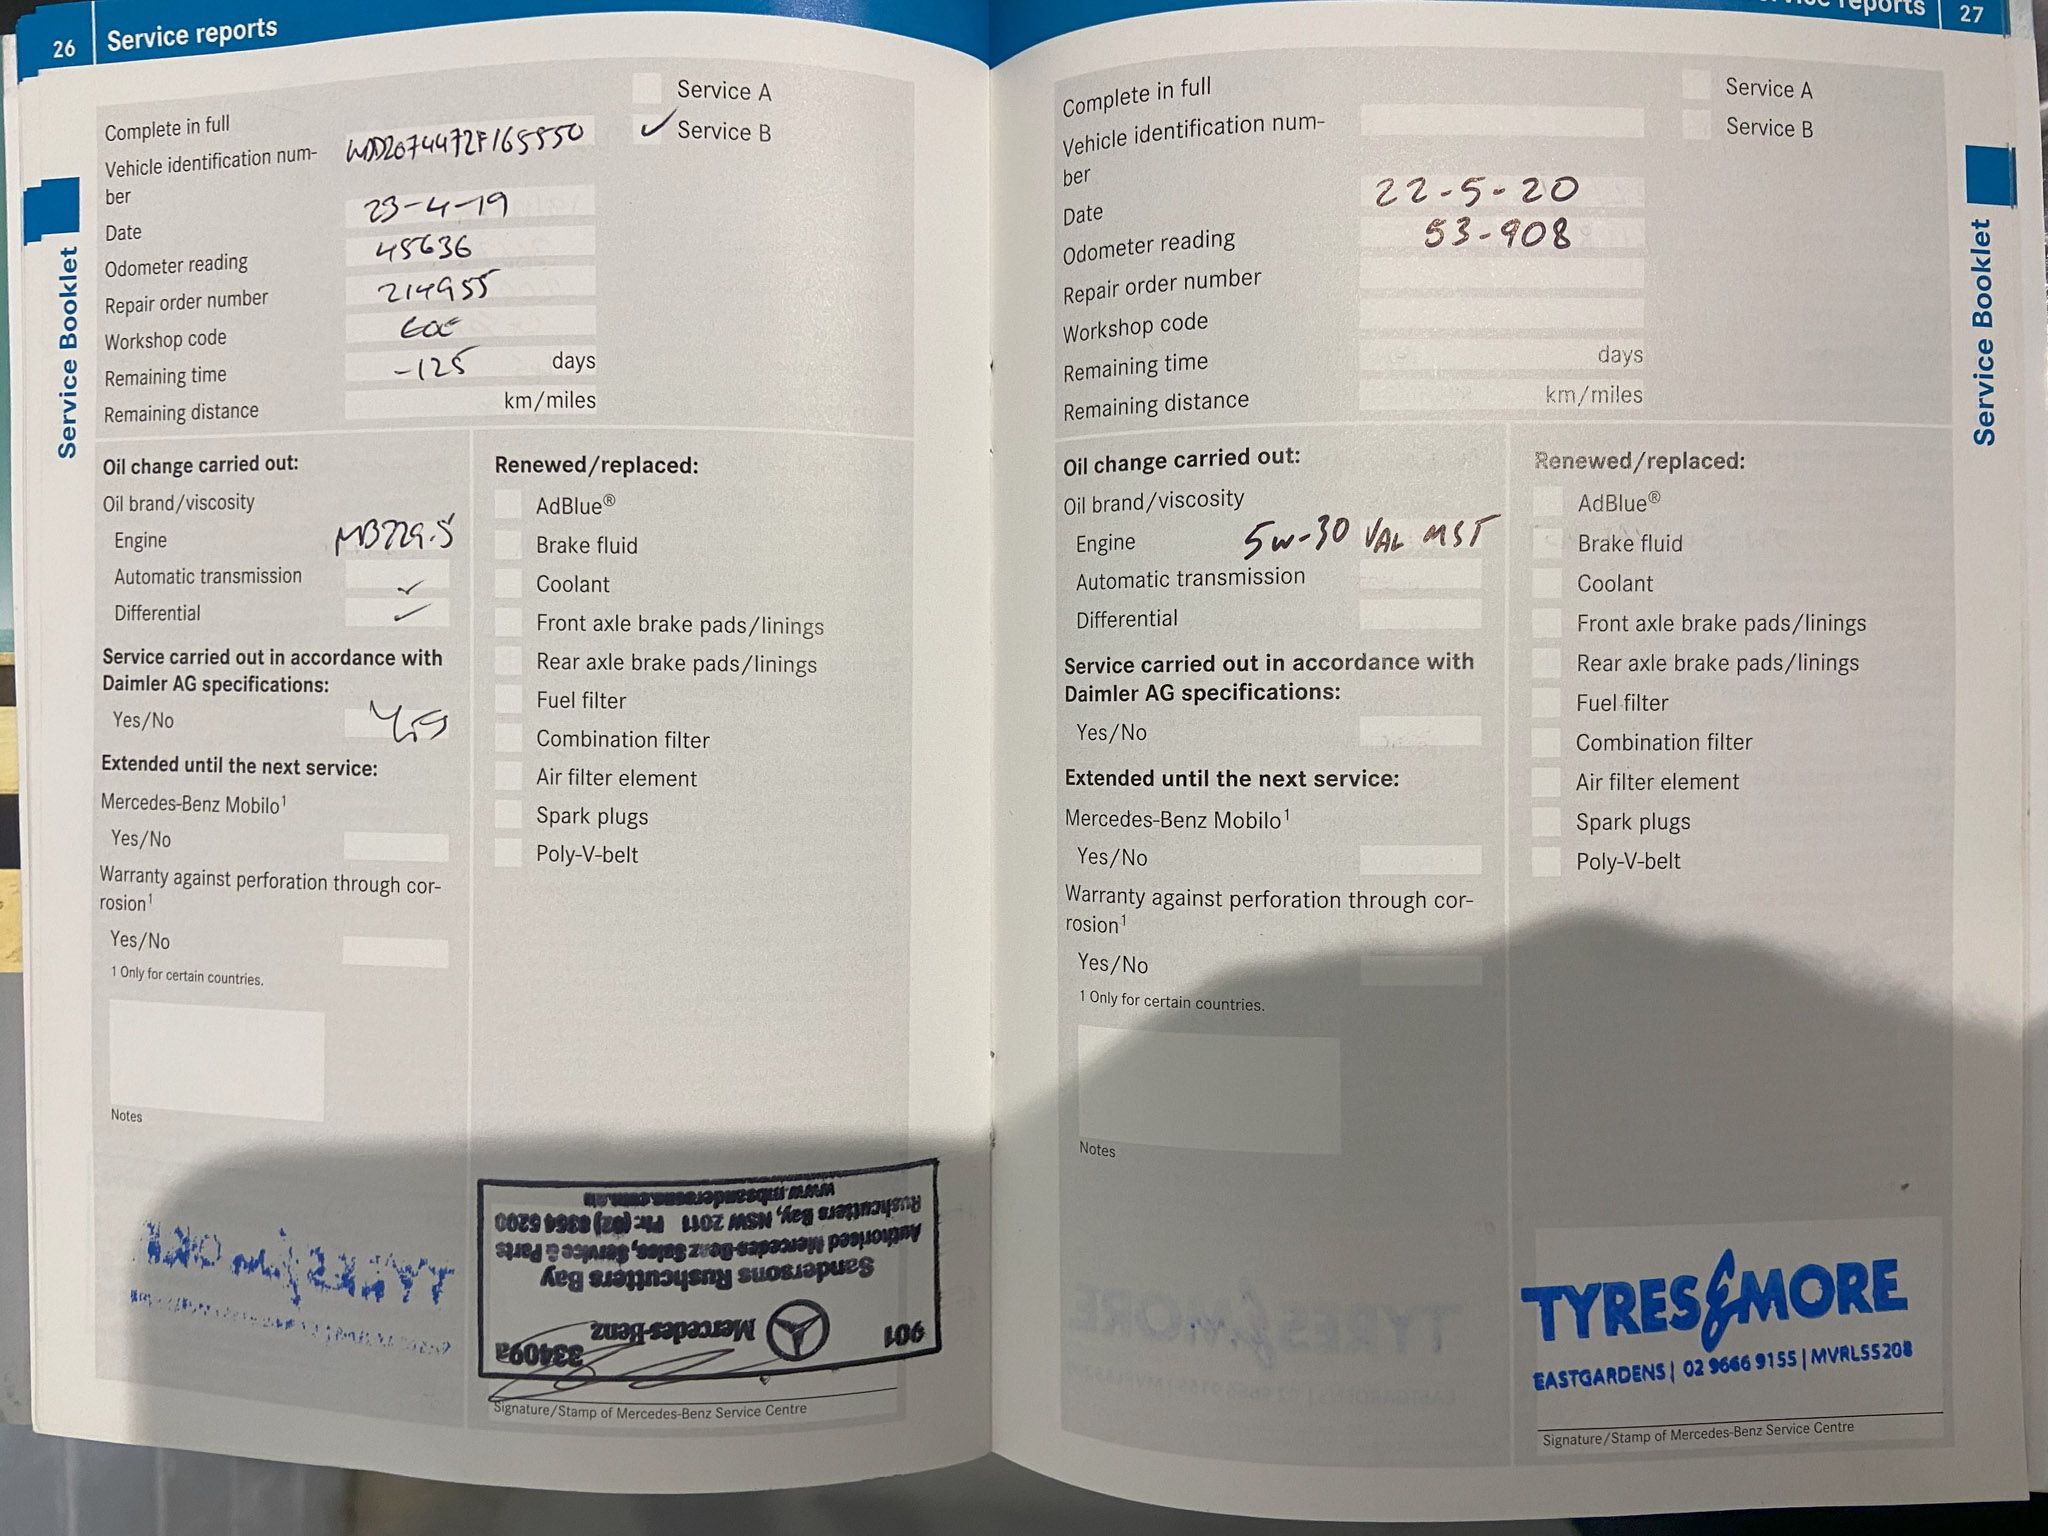 26 Service reports
Complete in full
Service A
✓ Service B
Vehicle identification num-
ber
WDD2074472F165550
Date 23-4-19
Odometer reading 45636
Repair order number 214955
Workshop code
Remaining time -125 days
Remaining distance km/miles
Oil change carried out:
Oil brand/viscosity
Engine MB229.5
Automatic transmission ✓
Differential ✓
Service carried out in accordance with
Daimler AG specifications:
Yes/No Yes
Extended until the next service:
Mercedes-Benz Mobilo¹
Yes/No
Warranty against perforation through cor-
rosion¹
Yes/No
¹ Only for certain countries.
Notes
Renewed/replaced:
AdBlue®
Brake fluid
Coolant
Front axle brake pads/linings
Rear axle brake pads/linings
Fuel filter
Combination filter
Air filter element
Spark plugs
Poly-V-belt
901 Mercedes-Benz 33409a
Sandersons Rushcutters Bay
Authorised Mercedes-Benz Sales, Service & Parts
Rushcutters Bay, NSW 2011 Ph: (02) 8354 5200
www.mbsandersons.com.au
Signature/Stamp of Mercedes-Benz Service Centre
Service Booklet
Service reports 27
Complete in full
Service A
Service B
Vehicle identification num-
ber
Date 22-5-20
Odometer reading 53-908
Repair order number
Workshop code
Remaining time days
Remaining distance km/miles
Oil change carried out:
Oil brand/viscosity
Engine 5W-30 VAL MST
Automatic transmission
Differential
Service carried out in accordance with
Daimler AG specifications:
Yes/No
Extended until the next service:
Mercedes-Benz Mobilo¹
Yes/No
Warranty against perforation through cor-
rosion¹
Yes/No
¹ Only for certain countries.
Notes
Renewed/replaced:
AdBlue®
Brake fluid
Coolant
Front axle brake pads/linings
Rear axle brake pads/linings
Fuel filter
Combination filter
Air filter element
Spark plugs
Poly-V-belt
TYRES&MORE
EASTGARDENS | 02 9666 9155 | MVRL55208
Signature/Stamp of Mercedes-Benz Service Centre
Service Booklet